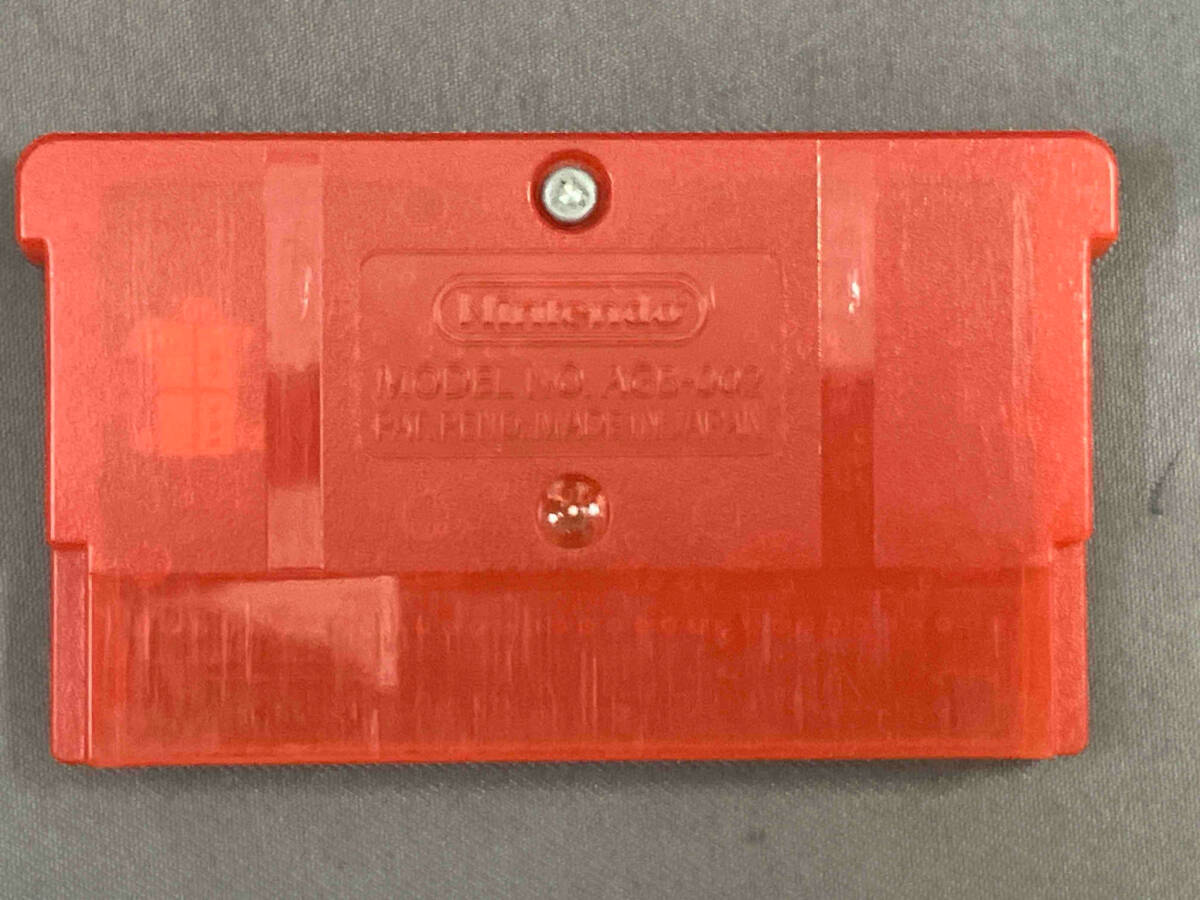 Nintendo
MODEL NO. AGB-002
PAT. PEND. MADE IN JAPAN